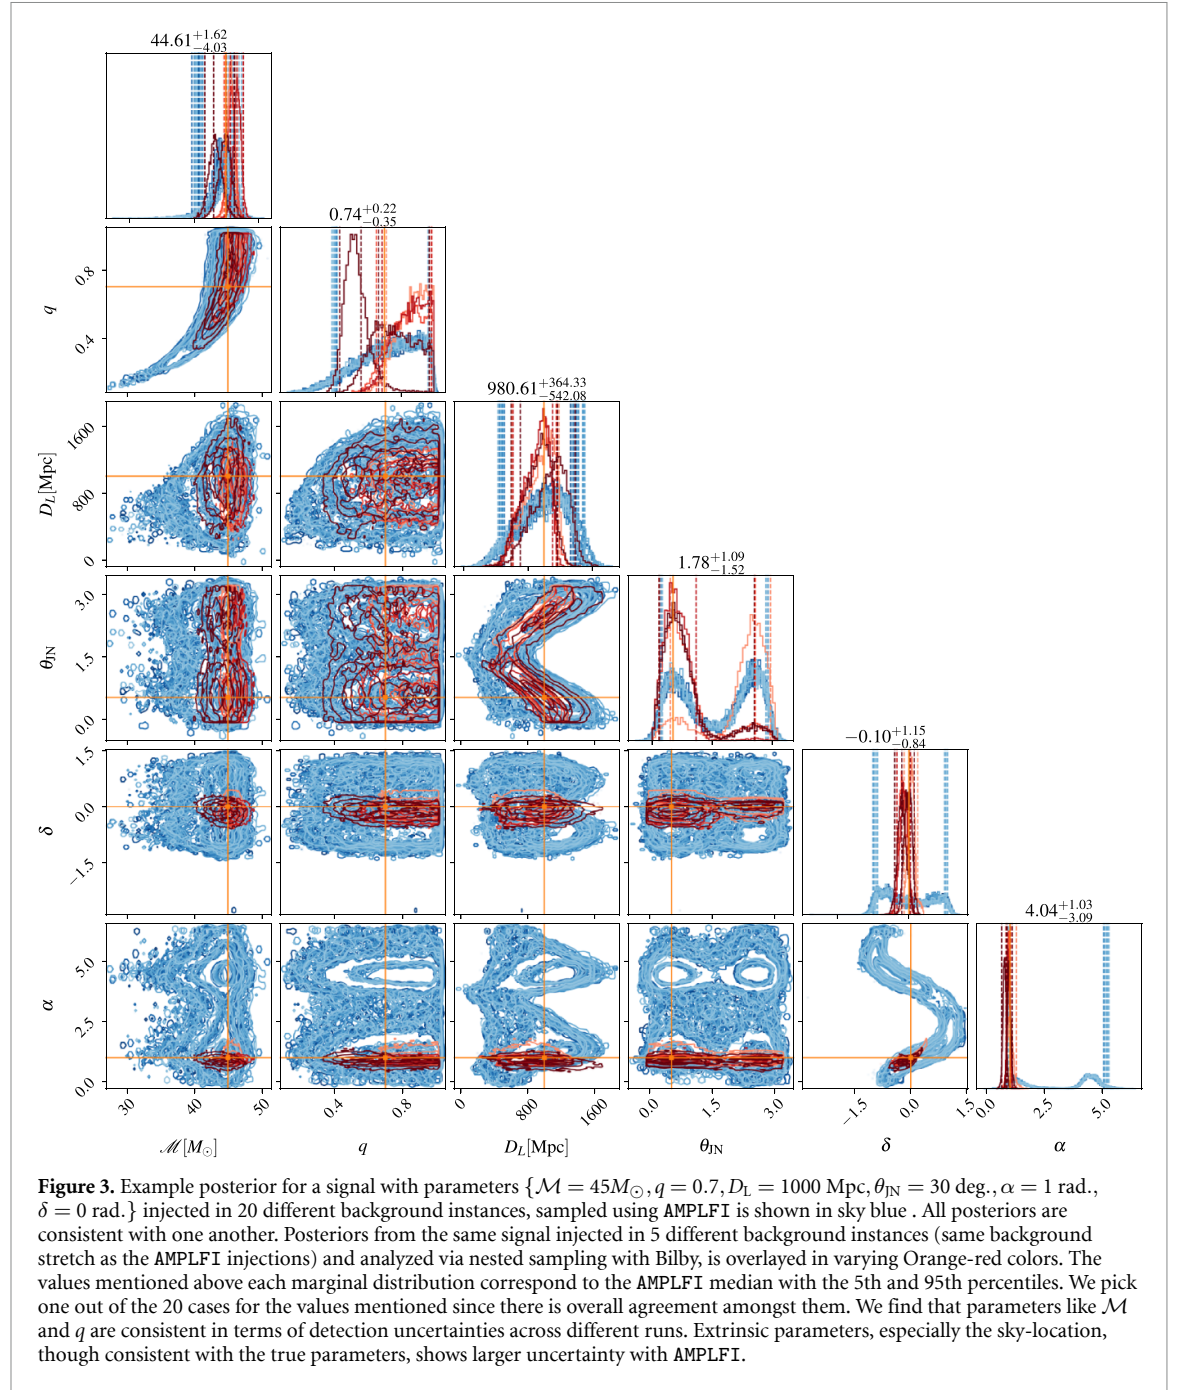 44.61+1.62−4.03
0.74+0.22−0.35
q
0.8
0.4
980.61+364.33−542.08
D_L[Mpc]
1600
800
0
1.78+1.09−1.52
θ_JN
3.0
1.5
0.0
−0.10+1.15−0.84
δ
1.5
0.0
−1.5
4.04+1.03−3.09
α
5.0
2.5
0.0
30 40 50 0.4 0.8 0 800 1600 0.0 1.5 3.0 −1.5 0.0 1.5 0.0 2.5 5.0
ℳ[M⊙] q D_L[Mpc] θ_JN δ α
Figure 3. Example posterior for a signal with parameters {ℳ = 45M⊙, q = 0.7, D_L = 1000 Mpc, θ_JN = 30 deg., α = 1 rad.,
δ = 0 rad.} injected in 20 different background instances, sampled using AMPLFI is shown in sky blue . All posteriors are
consistent with one another. Posteriors from the same signal injected in 5 different background instances (same background
stretch as the AMPLFI injections) and analyzed via nested sampling with Bilby, is overlayed in varying Orange-red colors. The
values mentioned above each marginal distribution correspond to the AMPLFI median with the 5th and 95th percentiles. We pick
one out of the 20 cases for the values mentioned since there is overall agreement amongst them. We find that parameters like ℳ
and q are consistent in terms of detection uncertainties across different runs. Extrinsic parameters, especially the sky-location,
though consistent with the true parameters, shows larger uncertainty with AMPLFI.